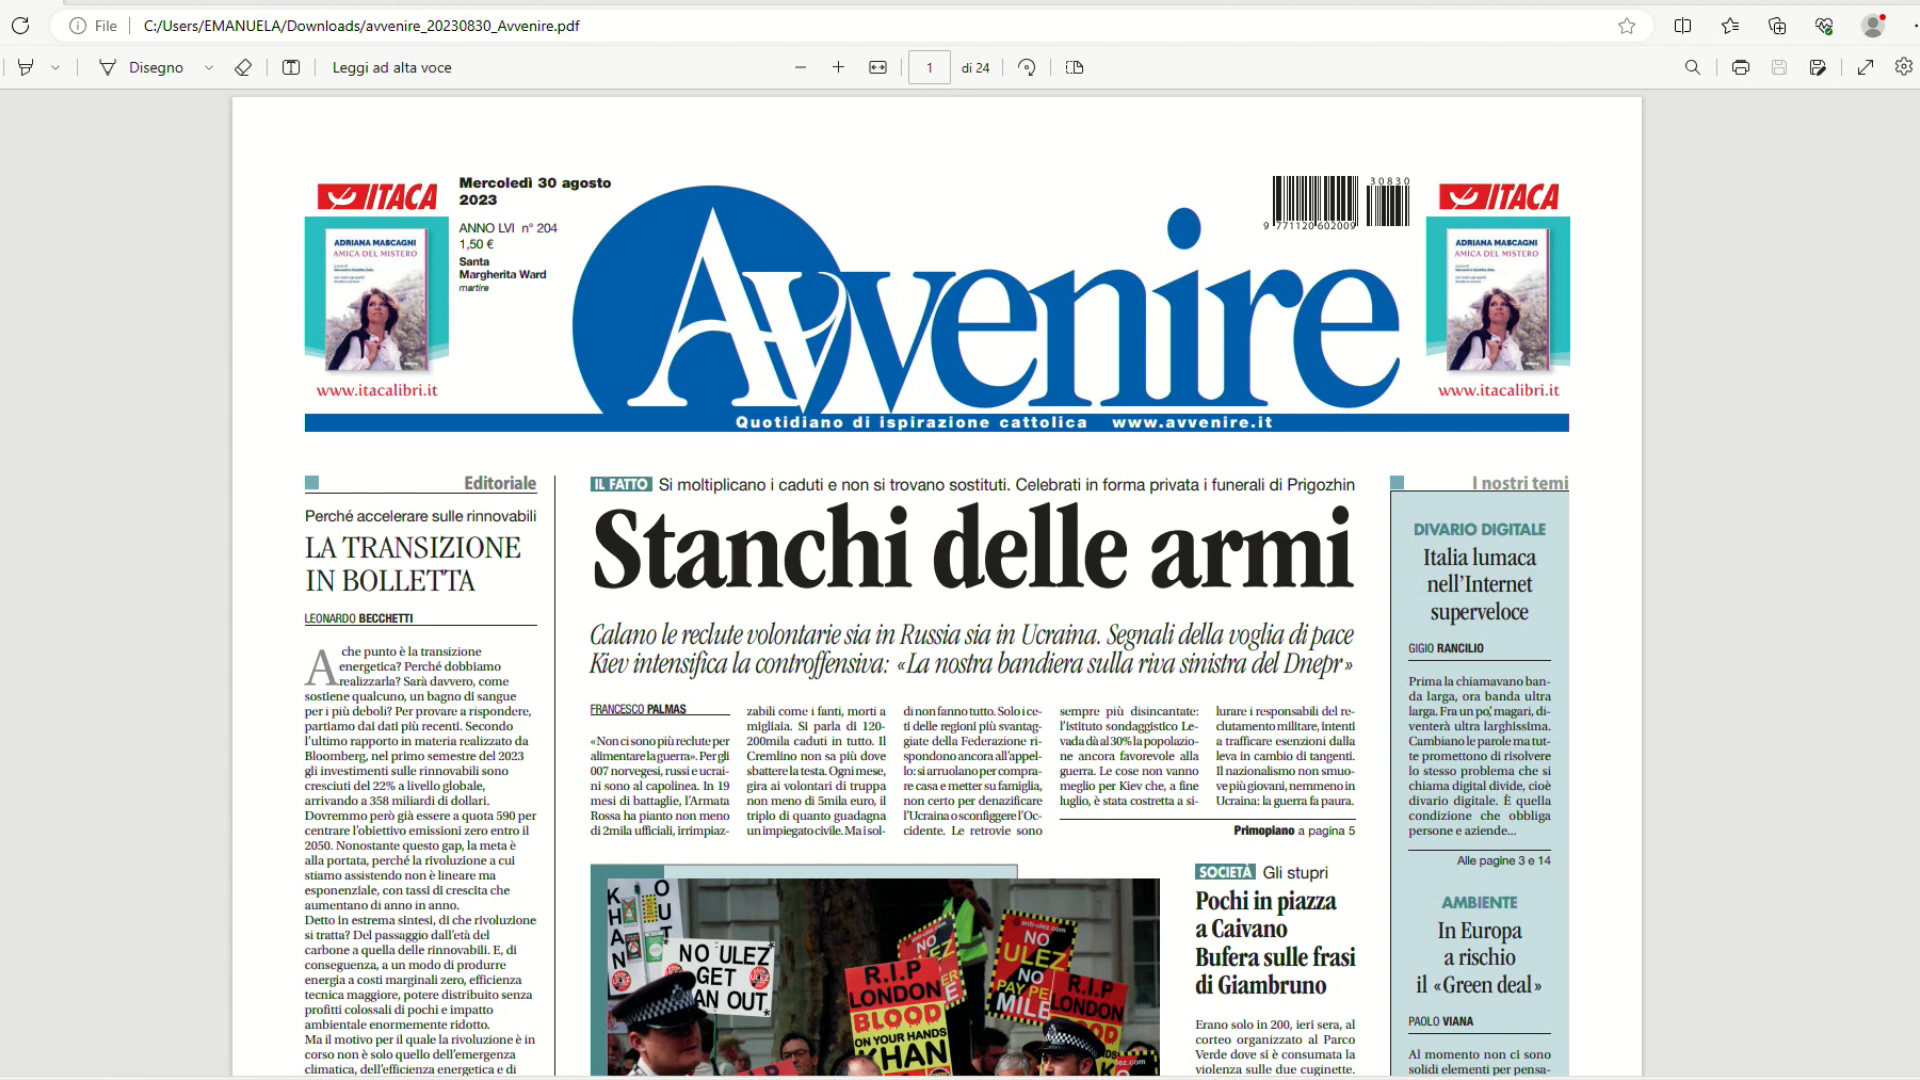 File
C:/Users/EMANUELA/Downloads/avvenire_20230830_Avvenire.pdf
Disegno
Leggi ad alta voce
1
di 24
ITACA
ADRIANA MASCAGNI
AMICA DEL MISTERO
www.itacalibri.it
Mercoledì 30 agosto
2023
ANNO LVI n° 204
1,50 €
Santa
Margherita Ward
martire
Avvenire
30830
9 771120 602009
ITACA
ADRIANA MASCAGNI
AMICA DEL MISTERO
www.itacalibri.it
Quotidiano di ispirazione cattolica www.avvenire.it
Editoriale
Perché accelerare sulle rinnovabili
LA TRANSIZIONE
IN BOLLETTA
LEONARDO BECCHETTI
A che punto è la transizione
energetica? Perché dobbiamo
realizzarla? Sarà davvero, come
sostiene qualcuno, un bagno di sangue
per i più deboli? Per provare a rispondere,
partiamo dai dati più recenti. Secondo
l'ultimo rapporto in materia realizzato da
Bloomberg, nel primo semestre del 2023
gli investimenti sulle rinnovabili sono
cresciuti del 22% a livello globale,
arrivando a 358 miliardi di dollari.
Dovremmo però già essere a quota 590 per
centrare l'obiettivo emissioni zero entro il
2050. Nonostante questo gap, la meta è
alla portata, perché la rivoluzione a cui
stiamo assistendo non è lineare ma
esponenziale, con tassi di crescita che
aumentano di anno in anno.
Detto in estrema sintesi, di che rivoluzione
si tratta? Del passaggio dall'età del
carbone a quella delle rinnovabili. E, di
conseguenza, a un modo di produrre
energia a costi marginali zero, efficienza
tecnica maggiore, potere distribuito senza
profitti colossali di pochi e impatto
ambientale enormemente ridotto.
Ma il motivo per il quale la rivoluzione è in
corso non è solo quello dell'emergenza
climatica, dell'efficienza energetica e di
IL FATTO Si moltiplicano i caduti e non si trovano sostituti. Celebrati in forma privata i funerali di Prigozhin
Stanchi delle armi
Calano le reclute volontarie sia in Russia sia in Ucraina. Segnali della voglia di pace
Kiev intensifica la controffensiva: «La nostra bandiera sulla riva sinistra del Dnepr»
FRANCESCO PALMAS
«Non ci sono più reclute per
alimentare la guerra». Per gli
007 norvegesi, russi e ucrai-
ni sono al capolinea. In 19
mesi di battaglie, l'Armata
Rossa ha pianto non meno
di 2mila ufficiali, irrimpiaz-
zabili come i fanti, morti a
migliaia. Si parla di 120-
200mila caduti in tutto. Il
Cremlino non sa più dove
sbattere la testa. Ogni mese,
gira ai volontari di truppa
non meno di 5mila euro, il
triplo di quanto guadagna
un impiegato civile. Ma i sol-
di non fanno tutto. Solo i ce-
ti delle regioni più svantag-
giate della Federazione ri-
spondono ancora all'appel-
lo: si arruolano per compra-
re casa e metter su famiglia,
non certo per denazificare
l'Ucraina o sconfiggere l'Oc-
cidente. Le retrovie sono
sempre più disincantate:
l'istituto sondaggistico Le-
vada dà al 30% la popolazio-
ne ancora favorevole alla
guerra. Le cose non vanno
meglio per Kiev che, a fine
luglio, è stata costretta a si-
lurare i responsabili del re-
clutamento militare, intenti
a trafficare esenzioni dalla
leva in cambio di tangenti.
Il nazionalismo non smuo-
ve più giovani, nemmeno in
Ucraina: la guerra fa paura.
Primopiano a pagina 5
KHAN
OUT
NO ULEZ
GET
AN OUT.
R.I.P
LONDON
BLOOD
ON YOUR HANDS
KHAN
NO
anti-ulez.com
NO
ULEZ
NO
PAY PE
MILE
R.I.P
LONDON
SOCIETÀ Gli stupri
Pochi in piazza
a Caivano
Bufera sulle frasi
di Giambruno
Erano solo in 200, ieri sera, al
corteo organizzato al Parco
Verde dove si è consumata la
violenza sulle due cuginette.
I nostri temi
DIVARIO DIGITALE
Italia lumaca
nell'Internet
superveloce
GIGIO RANCILIO
Prima la chiamavano ban-
da larga, ora banda ultra
larga. Fra un po', magari, di-
venterà ultra larghissima.
Cambiano le parole ma tut-
te promettono di risolvere
lo stesso problema che si
chiama digital divide, cioè
divario digitale. È quella
condizione che obbliga
persone e aziende...
Alle pagine 3 e 14
AMBIENTE
In Europa
a rischio
il «Green deal»
PAOLO VIANA
Al momento non ci sono
solidi elementi per pensa-